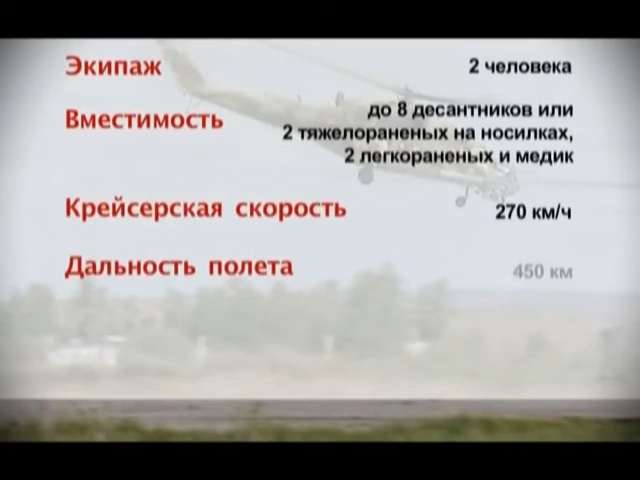 Экипаж 2 человека
Вместимость до 8 десантников или
2 тяжелораненых на носилках,
2 легкораненых и медик
Крейсерская скорость 270 км/ч
Дальность полета 450 км